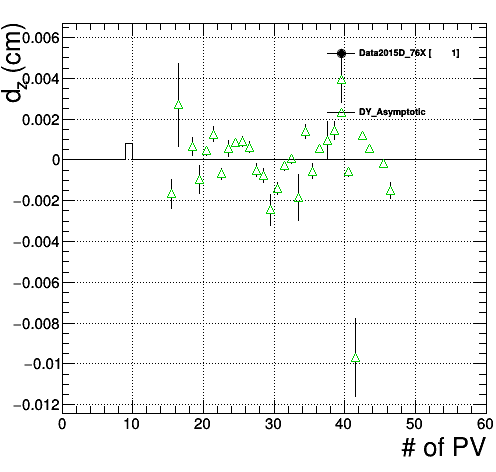 d_z (cm)
0.006
0.004
0.002
0
−0.002
−0.004
−0.006
−0.008
−0.01
−0.012
Data2015D_76X [ 1]
DY_Asymptotic
0 10 20 30 40 50 60
# of PV